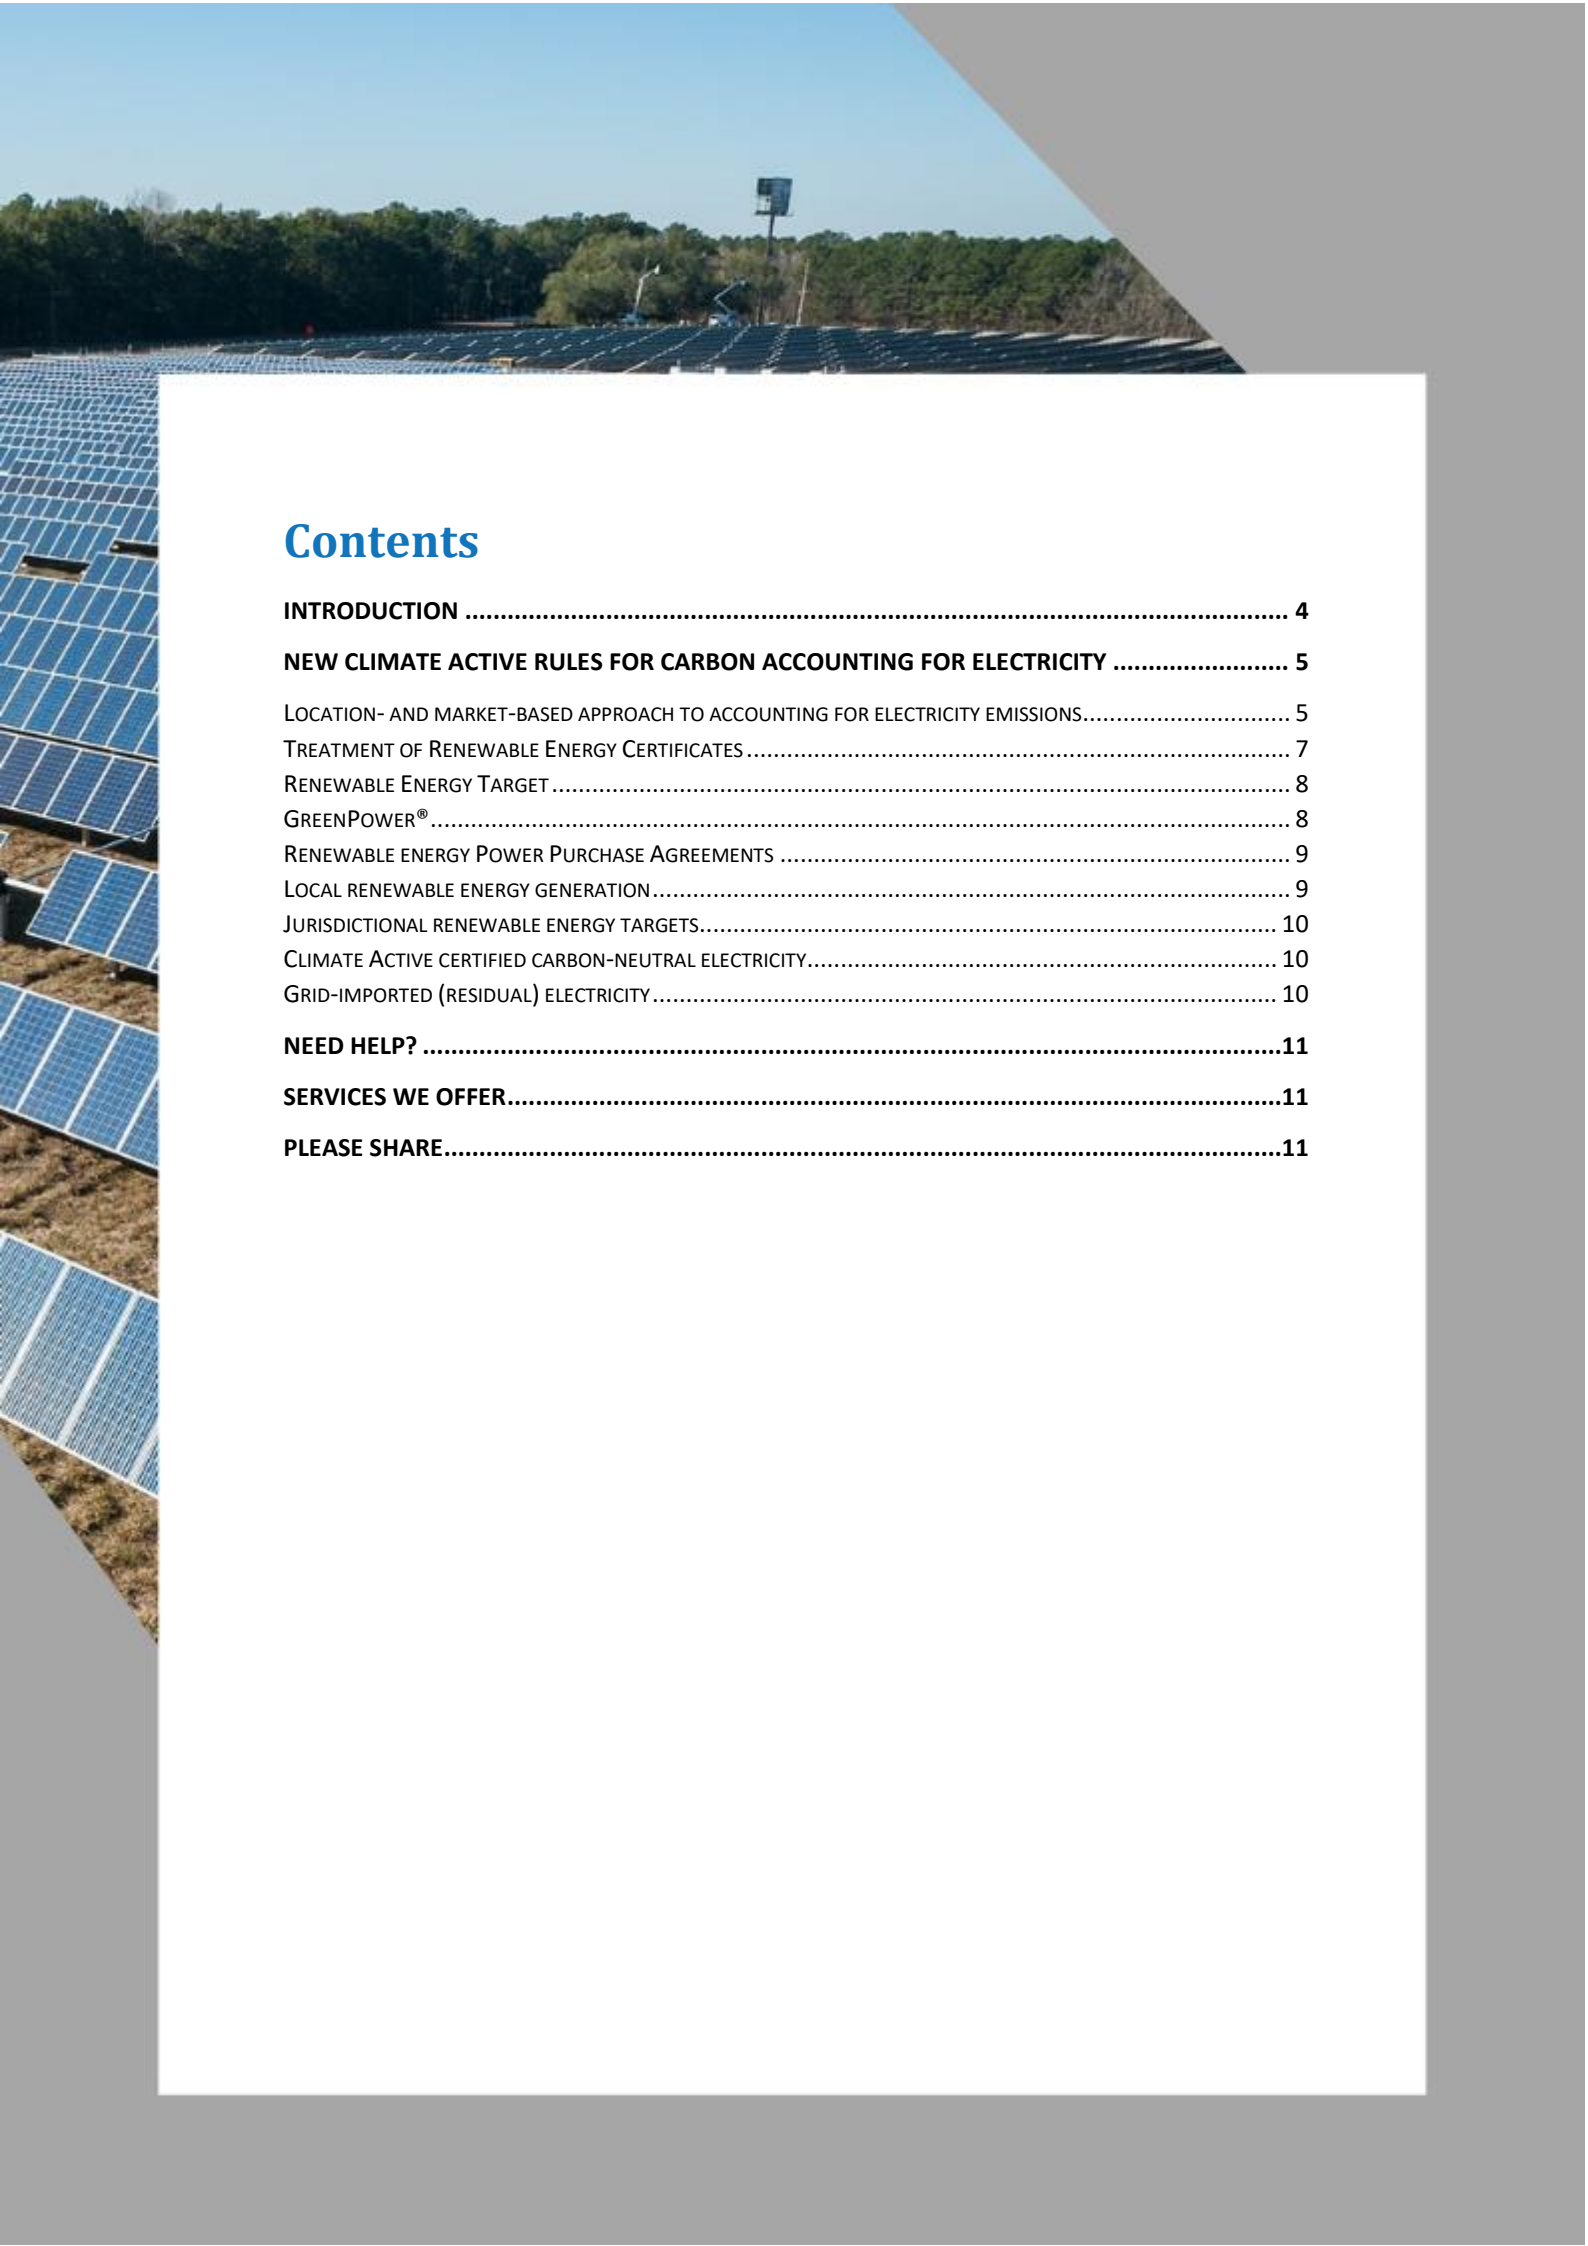 Contents
INTRODUCTION ........................................................................................................................ 4
NEW CLIMATE ACTIVE RULES FOR CARBON ACCOUNTING FOR ELECTRICITY ......................... 5
LOCATION- AND MARKET-BASED APPROACH TO ACCOUNTING FOR ELECTRICITY EMISSIONS................................ 5
TREATMENT OF RENEWABLE ENERGY CERTIFICATES .................................................................................. 7
RENEWABLE ENERGY TARGET ................................................................................................................ 8
GREENPOWER® ................................................................................................................................. 8
RENEWABLE ENERGY POWER PURCHASE AGREEMENTS ............................................................................. 9
LOCAL RENEWABLE ENERGY GENERATION ................................................................................................ 9
JURISDICTIONAL RENEWABLE ENERGY TARGETS....................................................................................... 10
CLIMATE ACTIVE CERTIFIED CARBON-NEUTRAL ELECTRICITY...................................................................... 10
GRID-IMPORTED (RESIDUAL) ELECTRICITY .............................................................................................. 10
NEED HELP? ..........................................................................................................................11
SERVICES WE OFFER..............................................................................................................11
PLEASE SHARE.......................................................................................................................11